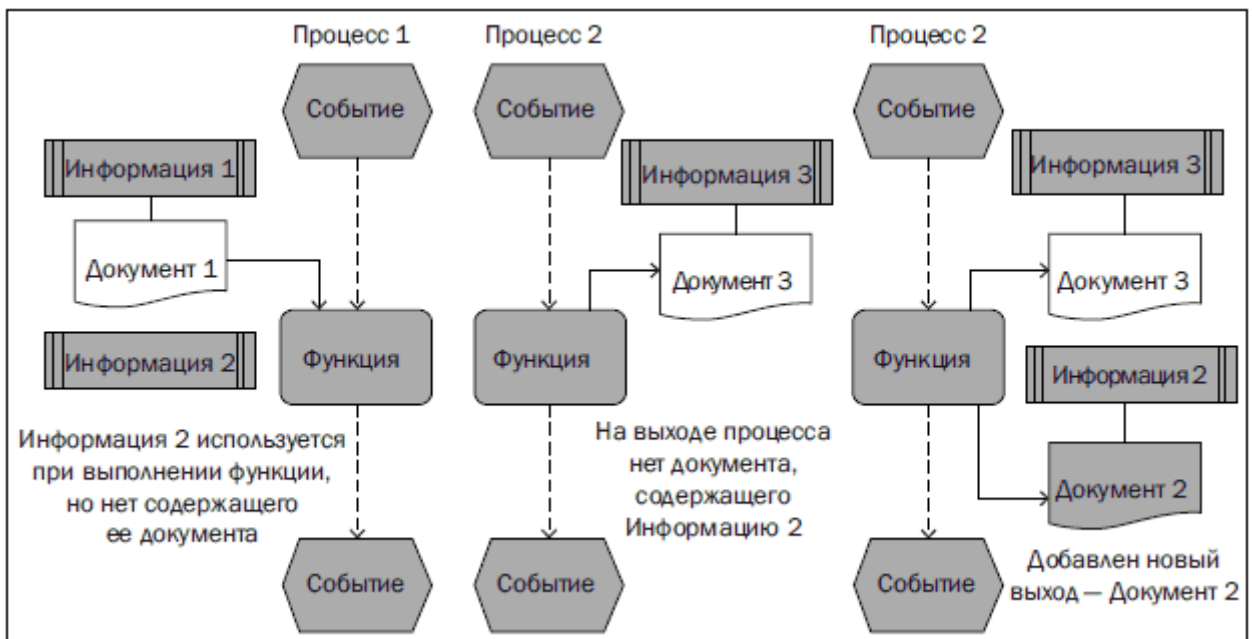 Процесс 1
Процесс 2
Процесс 2
Событие
Событие
Событие
Информация 1
Информация 3
Информация 3
Документ 1
Документ 3
Документ 3
Информация 2
Функция
Функция
Функция
Информация 2
Информация 2 используется
при выполнении функции,
но нет содержащего
ее документа
На выходе процесса
нет документа,
содержащего
Информацию 2
Документ 2
Событие
Событие
Событие
Добавлен новый
выход — Документ 2